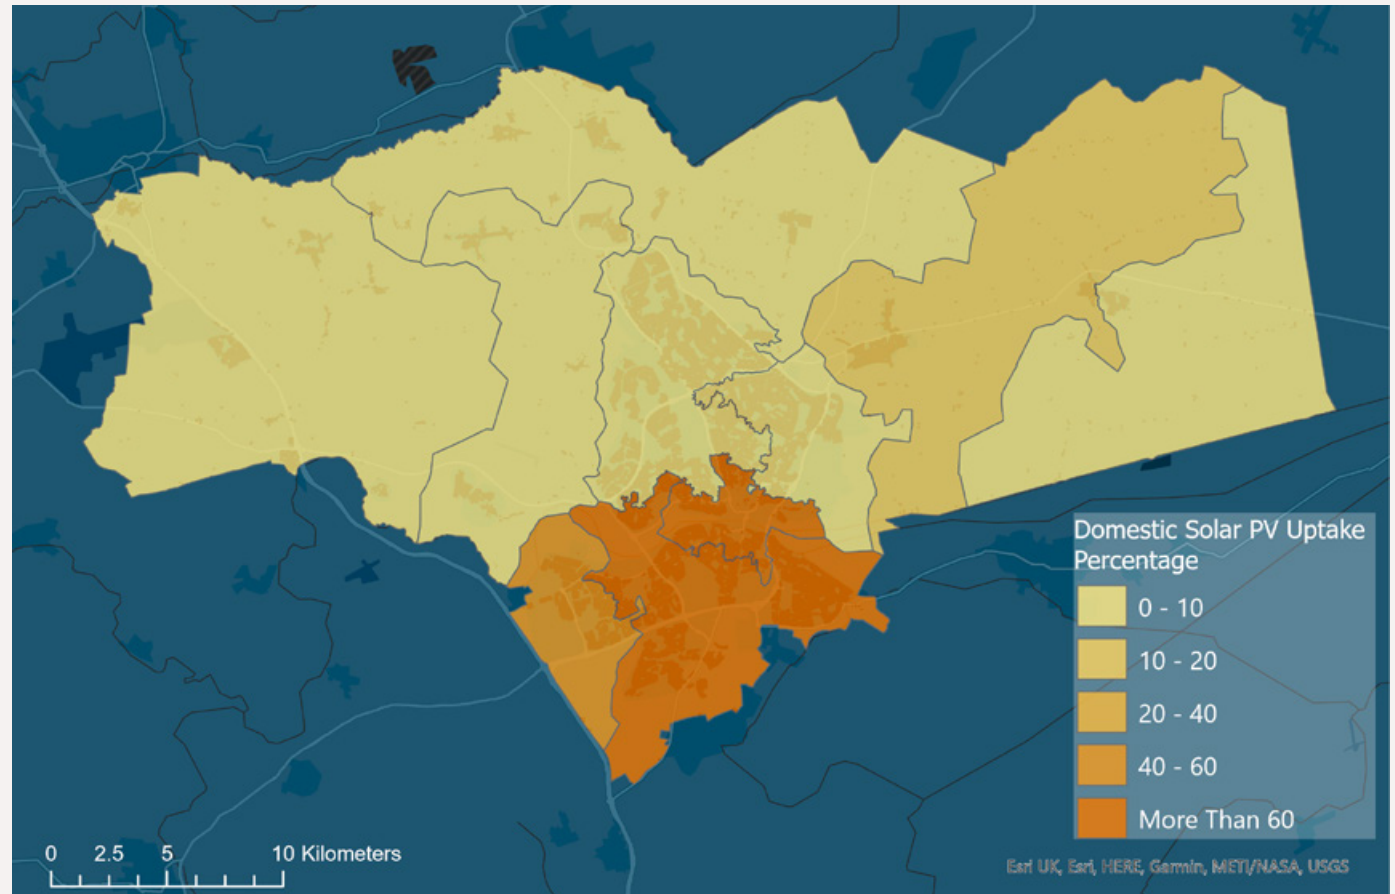 Domestic Solar PV Uptake
Percentage
0 - 10
10 - 20
20 - 40
40 - 60
More Than 60
0 2.5 5 10 Kilometers
Esri UK, Esri, HERE, Garmin, METI/NASA, USGS